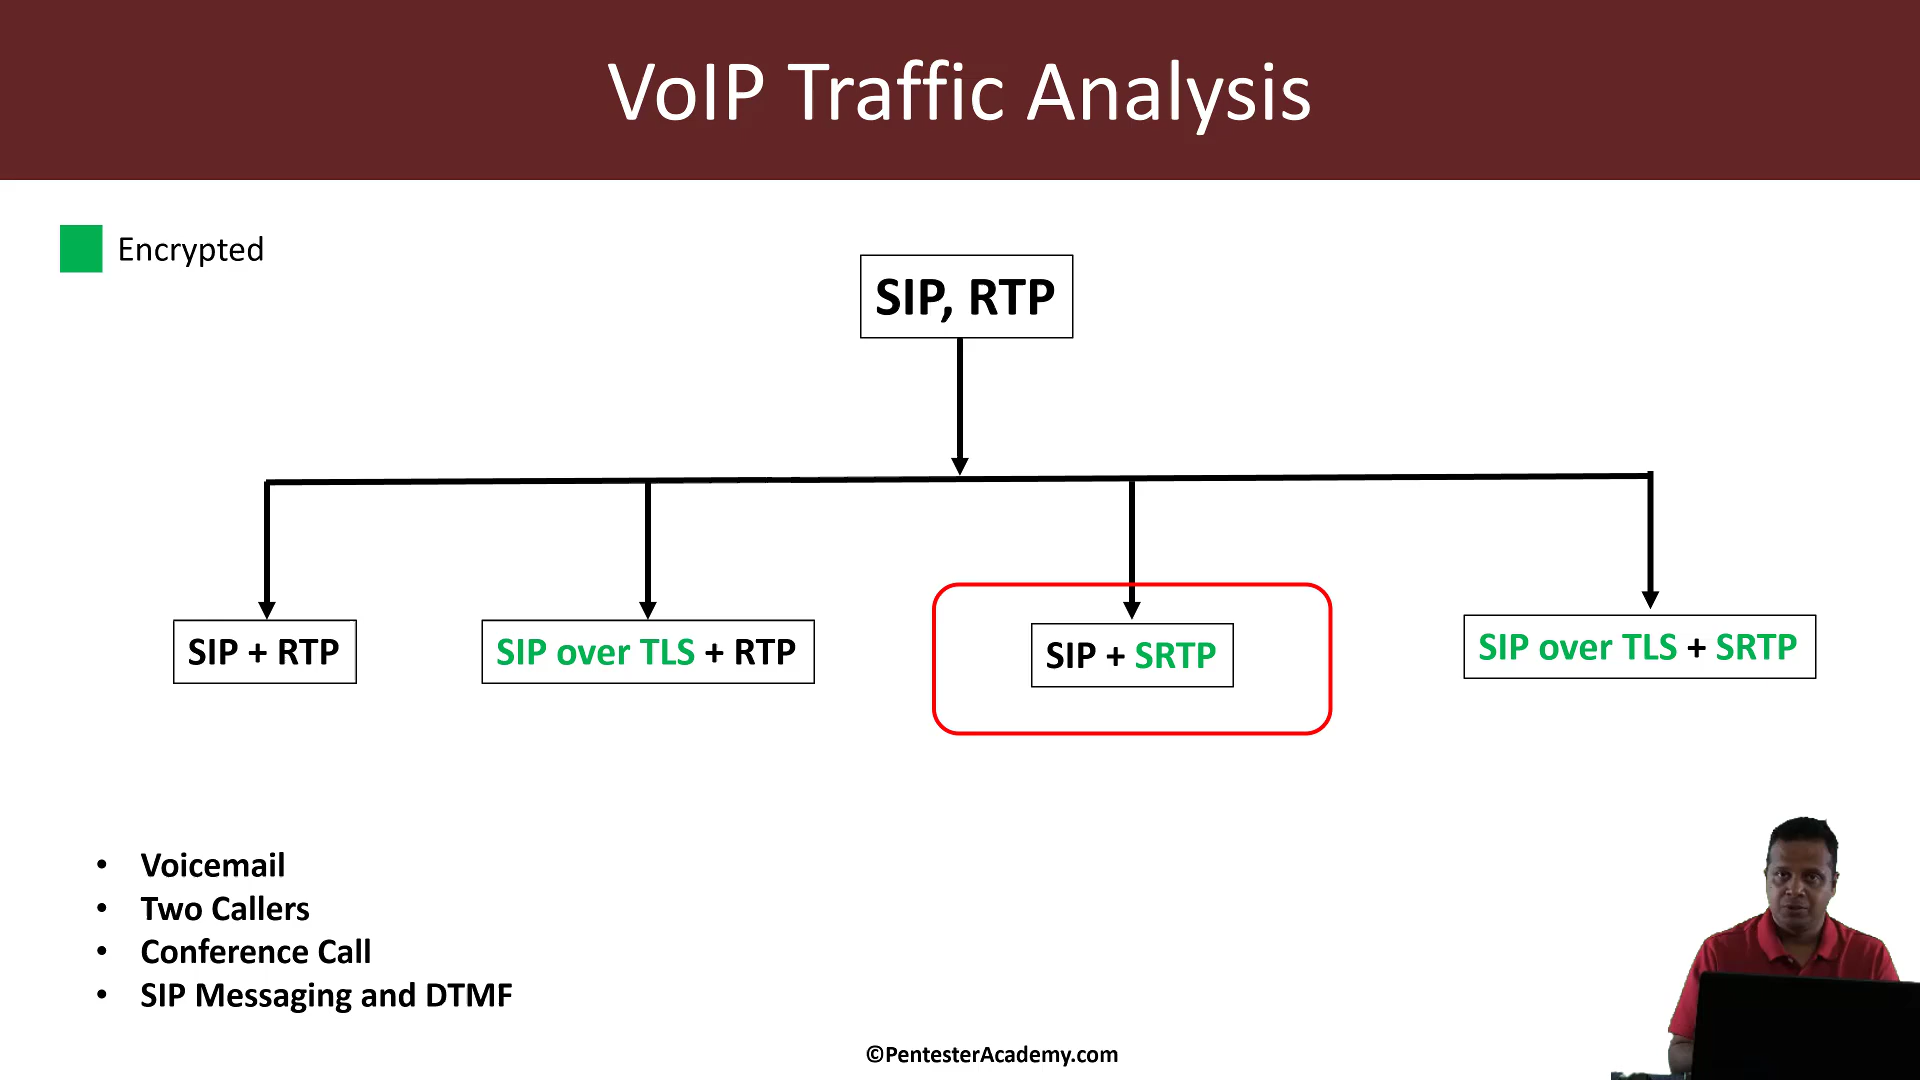 VoIP Traffic Analysis
Encrypted
SIP, RTP
SIP + RTP
SIP over TLS + RTP
SIP + SRTP
SIP over TLS + SRTP
• Voicemail
• Two Callers
• Conference Call
• SIP Messaging and DTMF
©PentesterAcademy.com